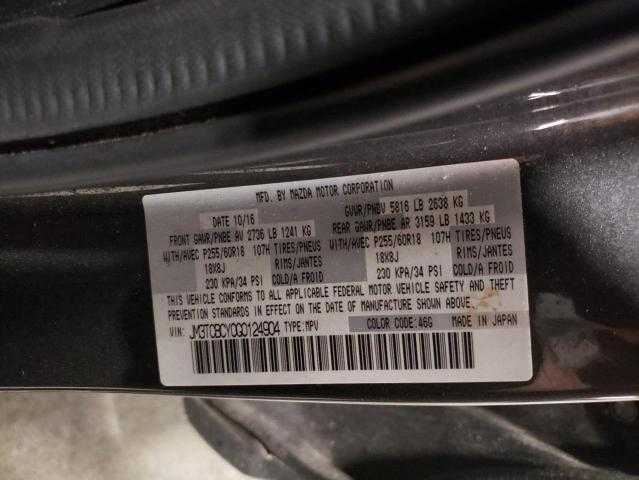 MFD. BY MAZDA MOTOR CORPORATION
DATE 10/16 GVWR/PNBV 5816 LB 2638 KG
FRONT GAWR/PNBE AV 2736 LB 1241 KG REAR GAWR/PNBE AR 3159 LB 1433 KG
WITH/AVEC P255/60R18 107H TIRES/PNEUS WITH/AVEC P255/60R18 107H TIRES/PNEUS
18X8J RIMS/JANTES 18X8J RIMS/JANTES
230 KPA/34 PSI COLD/A FROID 230 KPA/34 PSI COLD/A FROID
THIS VEHICLE CONFORMS TO ALL APPLICABLE FEDERAL MOTOR VEHICLE SAFETY AND THEFT
PREVENTION STANDARDS IN EFFECT ON THE DATE OF MANUFACTURE SHOWN ABOVE.
JM3TCBCY0G0124904 TYPE:MPV COLOR CODE:46G MADE IN JAPAN